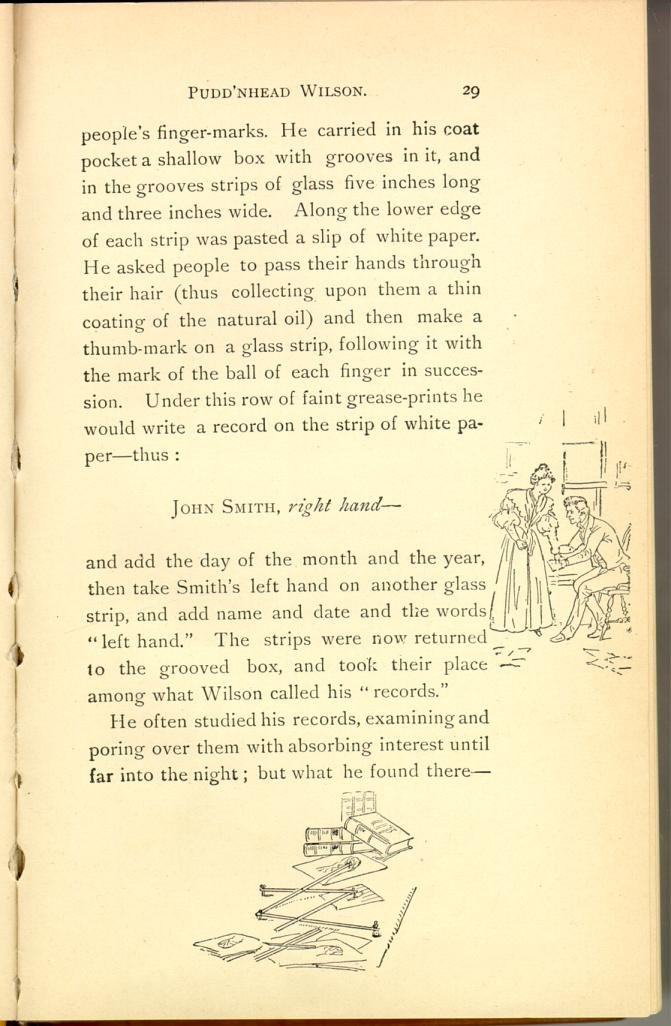 PUDD'NHEAD WILSON. 29
people's finger-marks. He carried in his coat
pocket a shallow box with grooves in it, and
in the grooves strips of glass five inches long
and three inches wide. Along the lower edge
of each strip was pasted a slip of white paper.
He asked people to pass their hands through
their hair (thus collecting upon them a thin
coating of the natural oil) and then make a
thumb-mark on a glass strip, following it with
the mark of the ball of each finger in succes-
sion. Under this row of faint grease-prints he
would write a record on the strip of white pa-
per—thus :
JOHN SMITH, right hand—
and add the day of the month and the year,
then take Smith's left hand on another glass
strip, and add name and date and the words
"left hand." The strips were now returned
to the grooved box, and took their place
among what Wilson called his "records."
He often studied his records, examining and
poring over them with absorbing interest until
far into the night ; but what he found there—